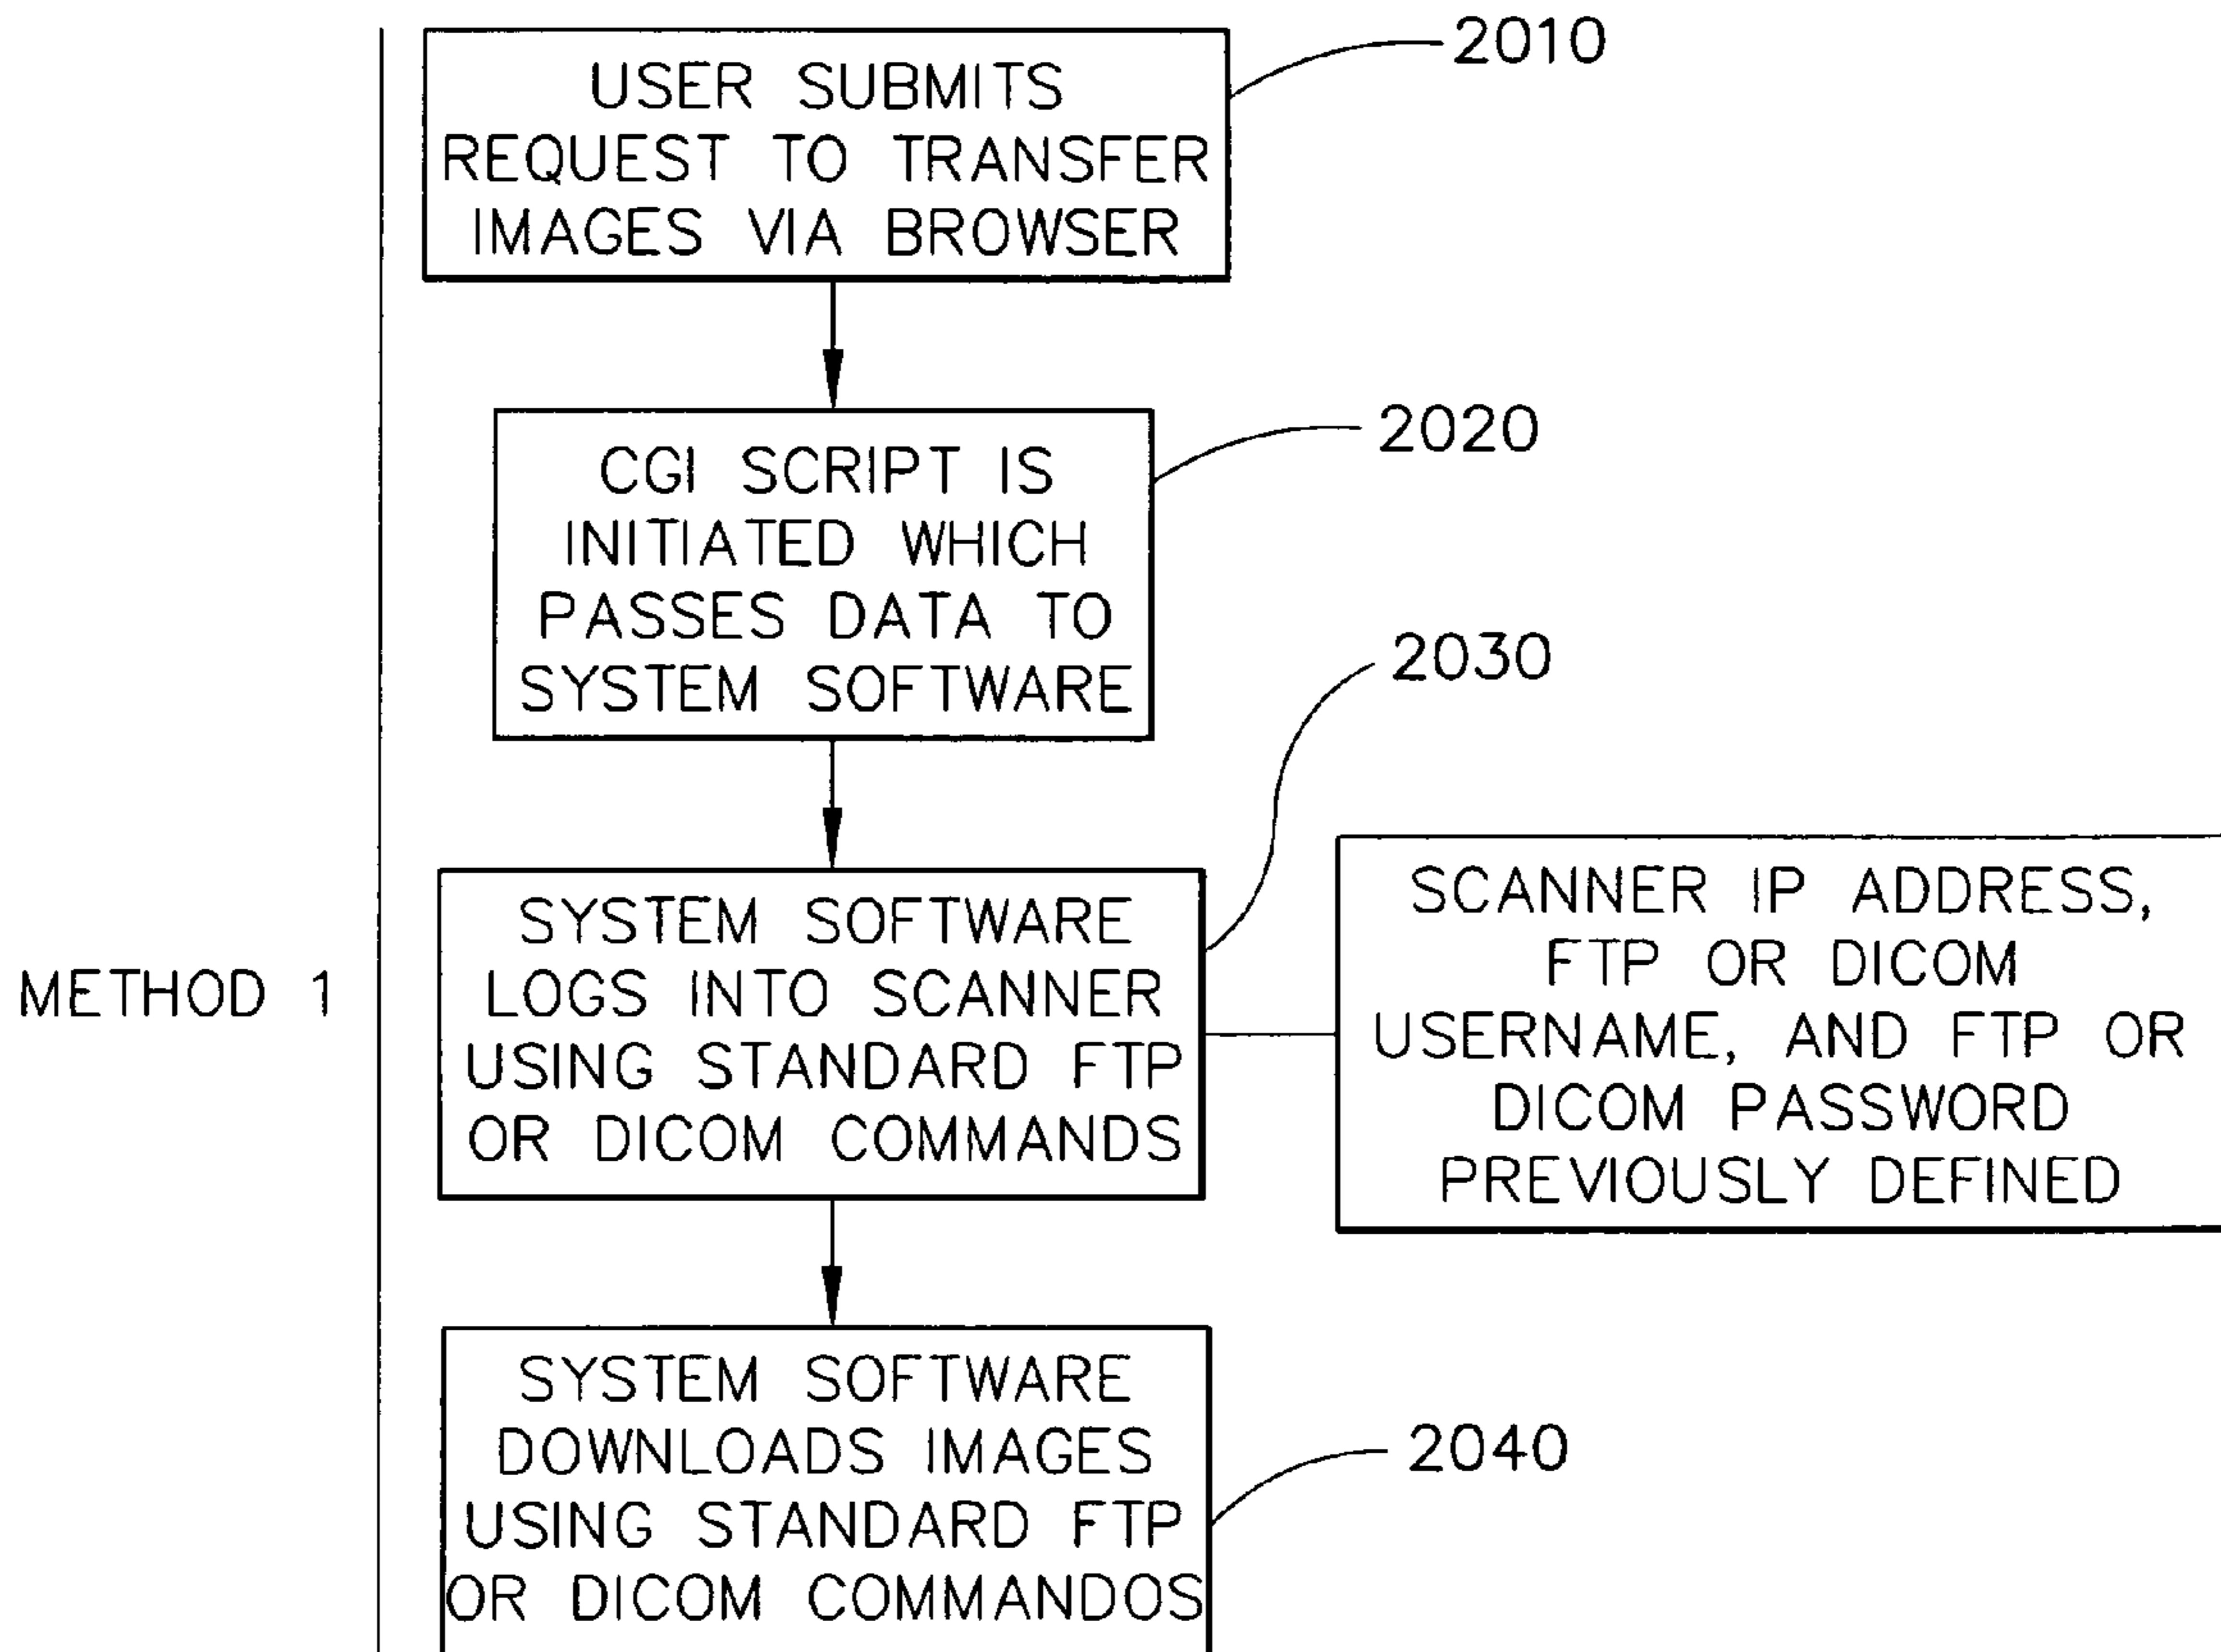 2010
USER SUBMITS
REQUEST TO TRANSFER
IMAGES VIA BROWSER
2020
CGI SCRIPT IS
INITIATED WHICH
PASSES DATA TO
SYSTEM SOFTWARE
2030
METHOD 1
SYSTEM SOFTWARE
LOGS INTO SCANNER
USING STANDARD FTP
OR DICOM COMMANDS
SCANNER IP ADDRESS,
FTP OR DICOM
USERNAME, AND FTP OR
DICOM PASSWORD
PREVIOUSLY DEFINED
SYSTEM SOFTWARE
DOWNLOADS IMAGES
USING STANDARD FTP
OR DICOM COMMANDOS
2040